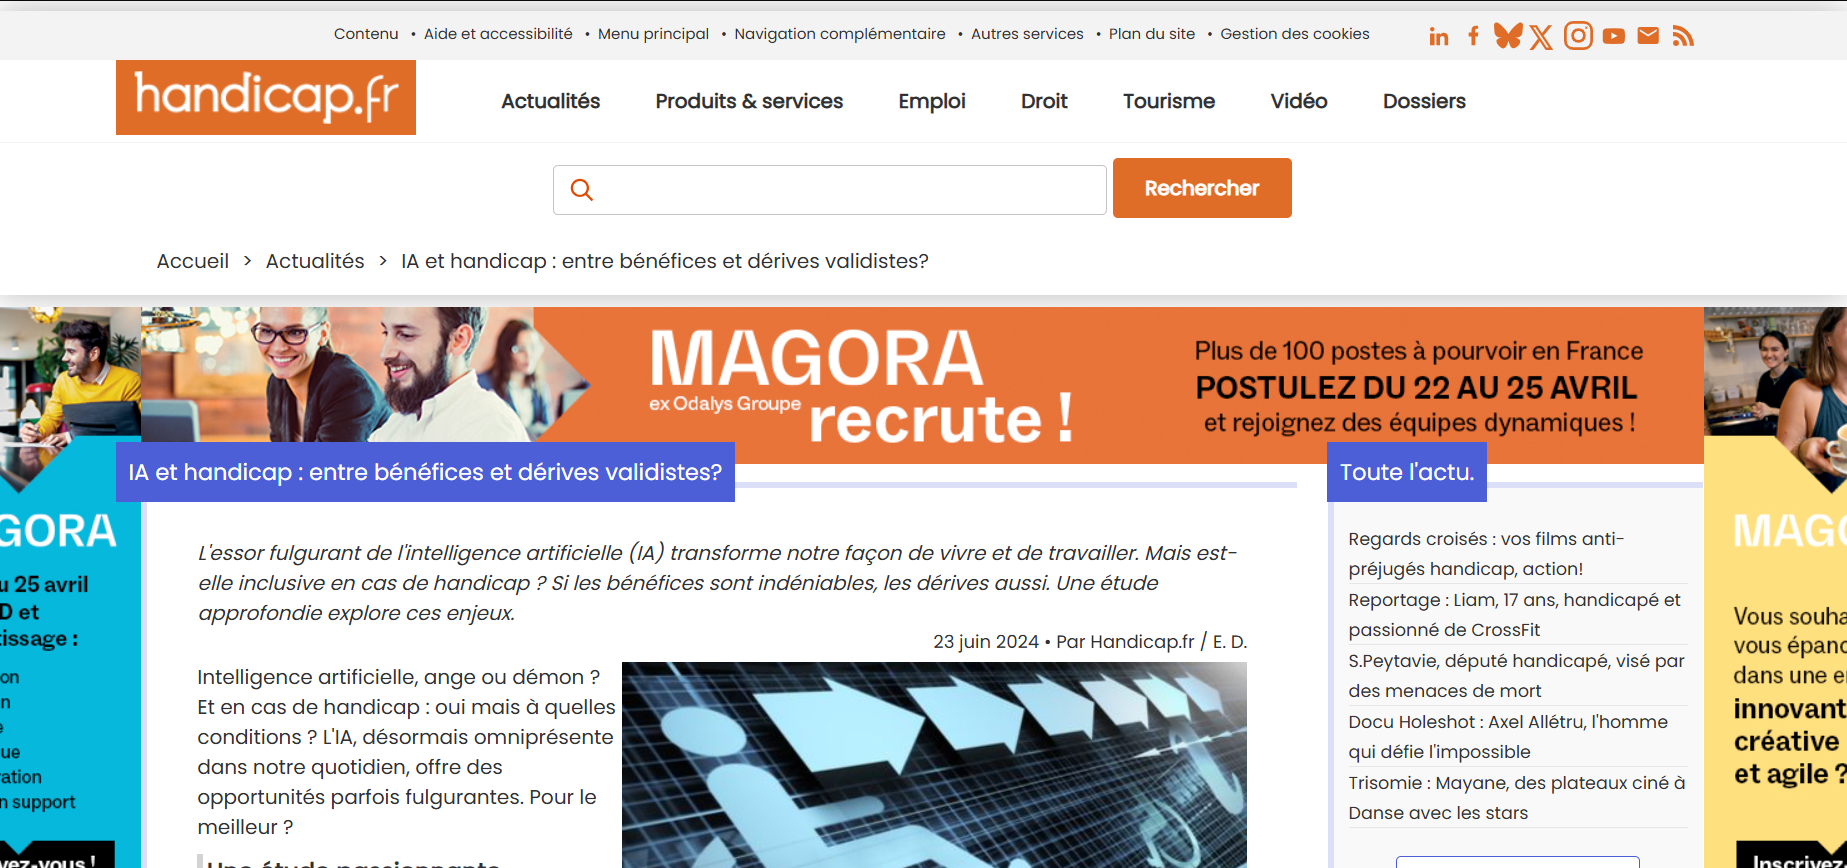 Contenu • Aide et accessibilité • Menu principal • Navigation complémentaire • Autres services • Plan du site • Gestion des cookies
handicap.fr
Actualités Produits & services Emploi Droit Tourisme Vidéo Dossiers
Rechercher
Accueil > Actualités > IA et handicap : entre bénéfices et dérives validistes?
MAGORA
ex Odalys Groupe
recrute !
Plus de 100 postes à pourvoir en France
POSTULEZ DU 22 AU 25 AVRIL
et rejoignez des équipes dynamiques !
IA et handicap : entre bénéfices et dérives validistes?
L'essor fulgurant de l'intelligence artificielle (IA) transforme notre façon de vivre et de travailler. Mais est-
elle inclusive en cas de handicap ? Si les bénéfices sont indéniables, les dérives aussi. Une étude
approfondie explore ces enjeux.
23 juin 2024 • Par Handicap.fr / E. D.
Intelligence artificielle, ange ou démon ?
Et en cas de handicap : oui mais à quelles
conditions ? L'IA, désormais omniprésente
dans notre quotidien, offre des
opportunités parfois fulgurantes. Pour le
meilleur ?
Une étude passionnante
Toute l'actu.
Regards croisés : vos films anti-
préjugés handicap, action!
Reportage : Liam, 17 ans, handicapé et
passionné de CrossFit
S.Peytavie, député handicapé, visé par
des menaces de mort
Docu Holeshot : Axel Allétru, l'homme
qui défie l'impossible
Trisomie : Mayane, des plateaux ciné à
Danse avec les stars
GORA
u 25 avril
D et
issage :
on
n
e
ue
ration
n support
vez-vous !
MAG
Vous souha
vous épano
dans une e
innovant
créative
et agile ?
Inscrivez-